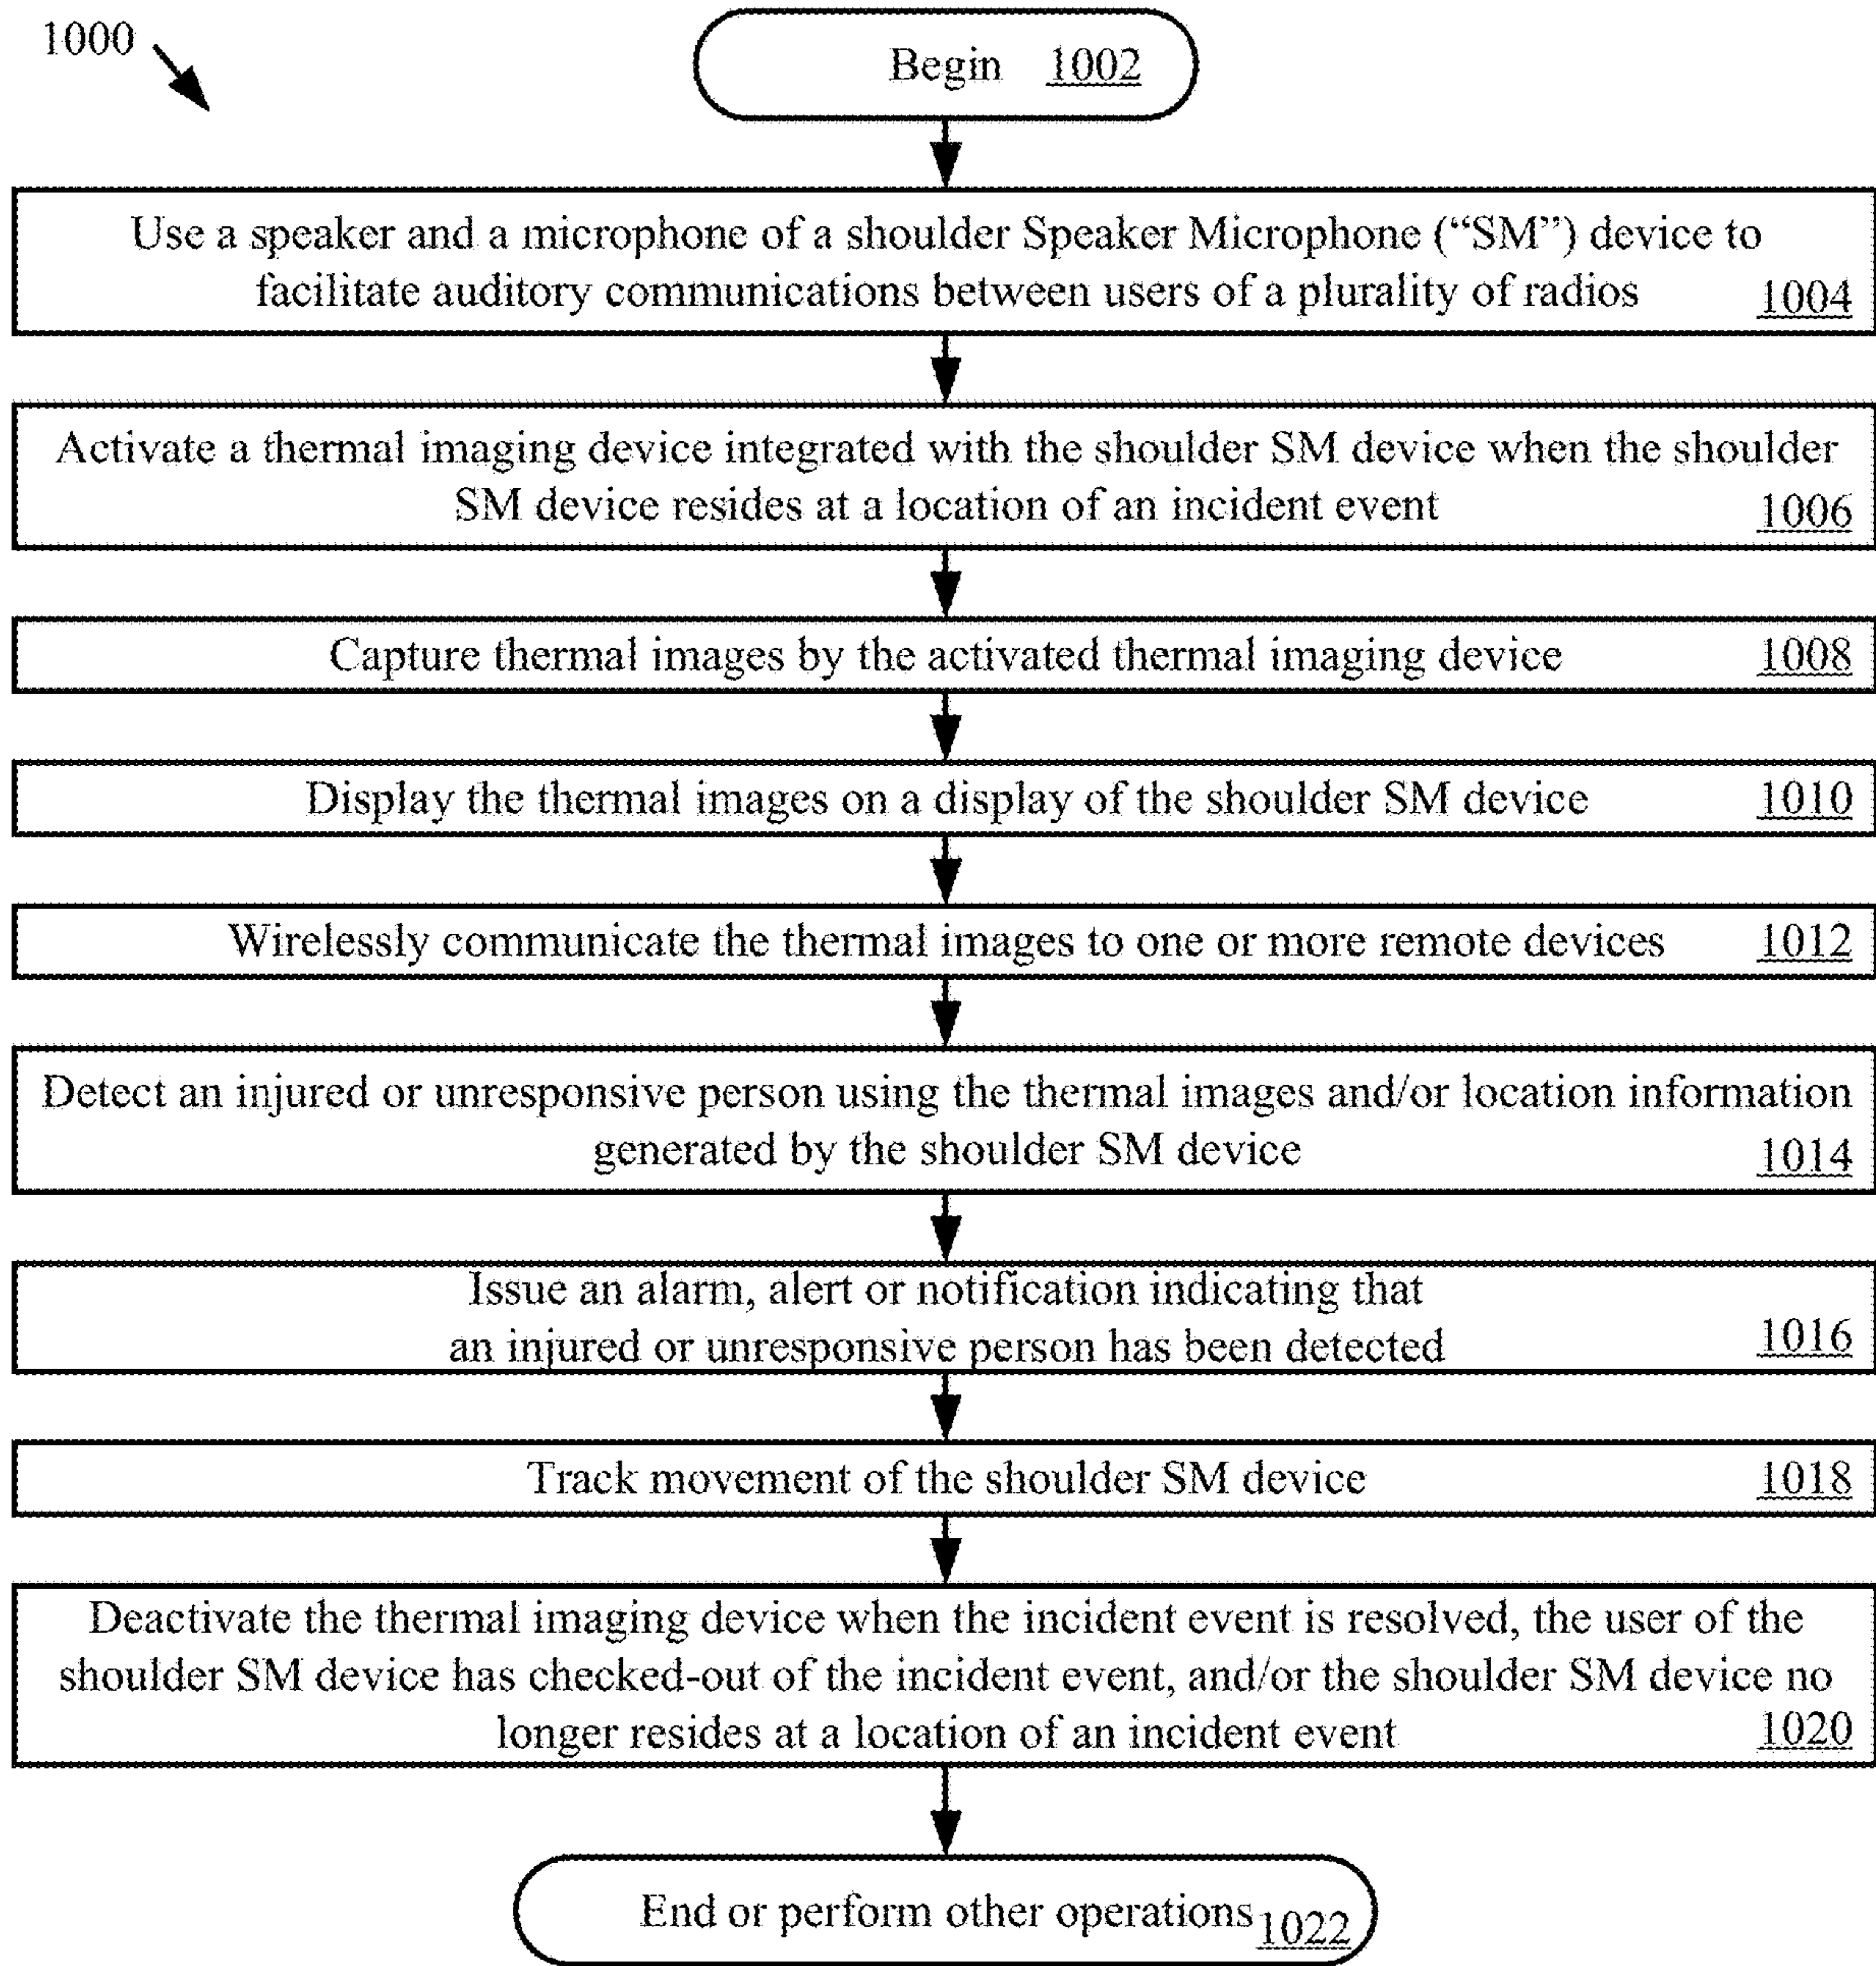 1000
Begin 1002
Use a speaker and a microphone of a shoulder Speaker Microphone (“SM”) device to
facilitate auditory communications between users of a plurality of radios 1004
Activate a thermal imaging device integrated with the shoulder SM device when the shoulder
SM device resides at a location of an incident event 1006
Capture thermal images by the activated thermal imaging device 1008
Display the thermal images on a display of the shoulder SM device 1010
Wirelessly communicate the thermal images to one or more remote devices 1012
Detect an injured or unresponsive person using the thermal images and/or location information
generated by the shoulder SM device 1014
Issue an alarm, alert or notification indicating that
an injured or unresponsive person has been detected 1016
Track movement of the shoulder SM device 1018
Deactivate the thermal imaging device when the incident event is resolved, the user of the
shoulder SM device has checked-out of the incident event, and/or the shoulder SM device no
longer resides at a location of an incident event 1020
End or perform other operations 1022